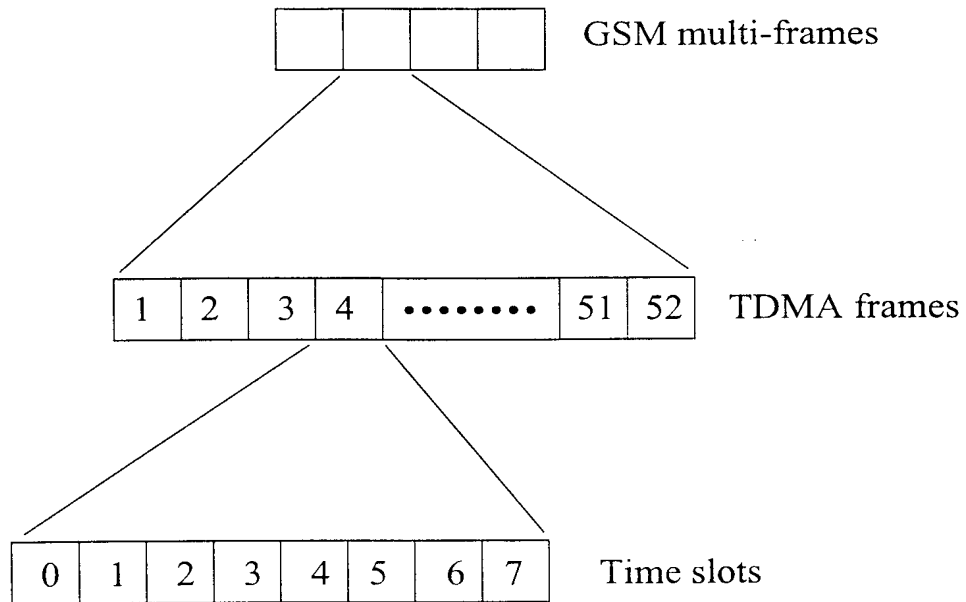 GSM multi-frames
1 2 3 4 •••••••• 51 52 TDMA frames
0 1 2 3 4 5 6 7 Time slots